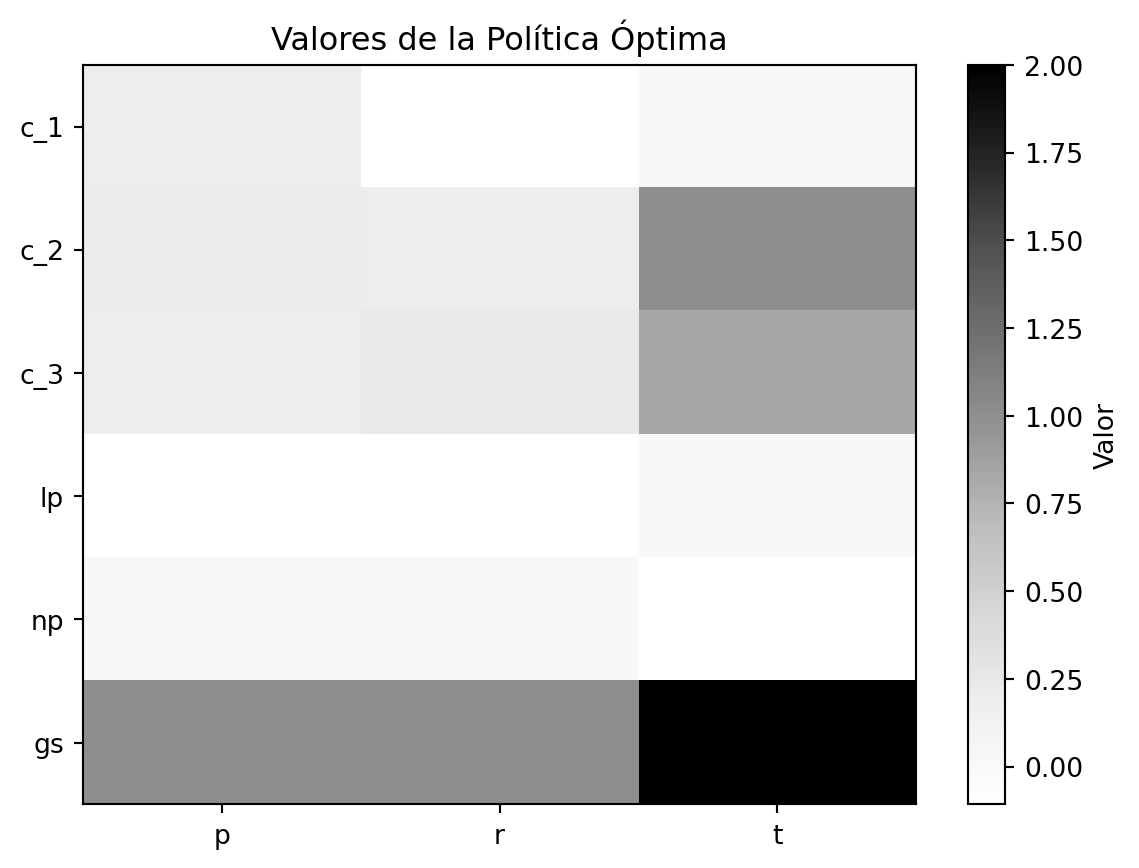 Valores de la Política Óptima
c_1
c_2
c_3
lp
np
gs
p
r
t
2.00
1.75
1.50
1.25
1.00
0.75
0.50
0.25
0.00
Valor